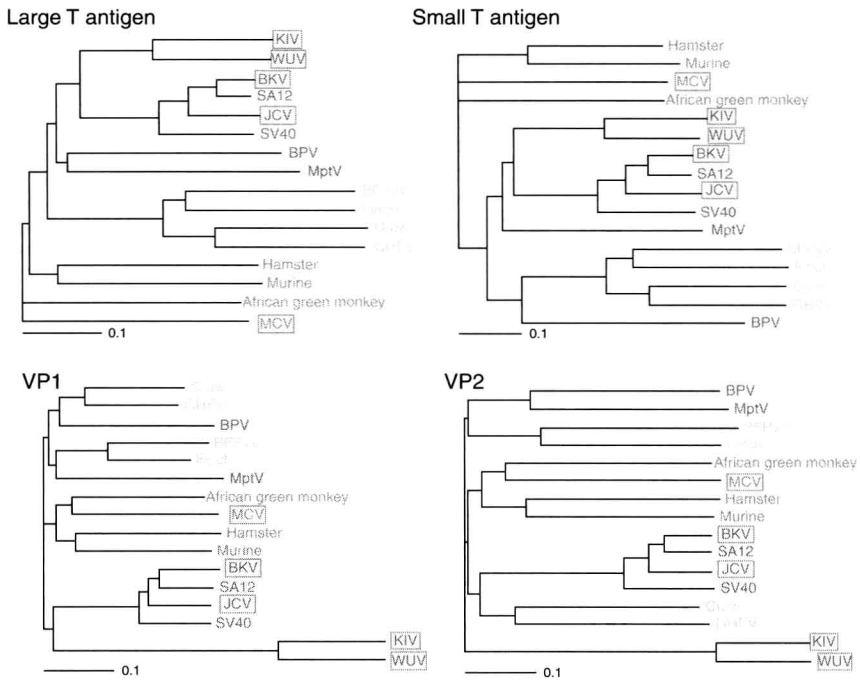 Large T antigen
KIV
WUV
BKV
SA12
JCV
SV40
BPV
MptV
Hamster
Murine
African green monkey
MCV
0.1
Small T antigen
Hamster
Murine
MCV
African green monkey
KIV
WUV
BKV
SA12
JCV
SV40
MptV
BPV
0.1
VP1
BPV
MptV
African green monkey
MCV
Hamster
Murine
BKV
SA12
JCV
SV40
KIV
WUV
0.1
VP2
BPV
MptV
African green monkey
MCV
Hamster
Murine
BKV
SA12
JCV
SV40
KIV
WUV
0.1